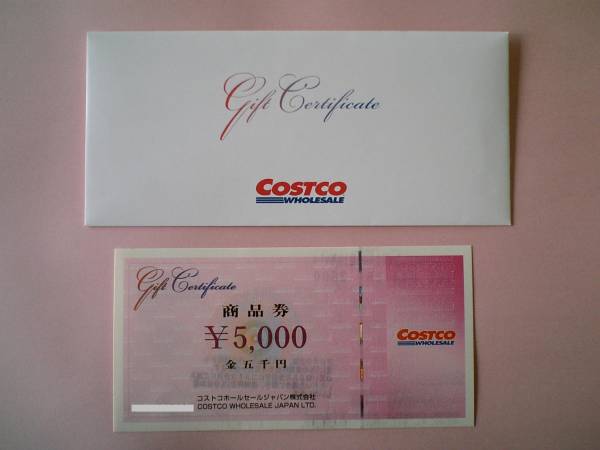 Gift Certificate
COSTCO
WHOLESALE
Gift Certificate
商品券
¥5,000
金五千円
COSTCO
WHOLESALE
コストコホールセールジャパン株式会社
COSTCO WHOLESALE JAPAN LTD.